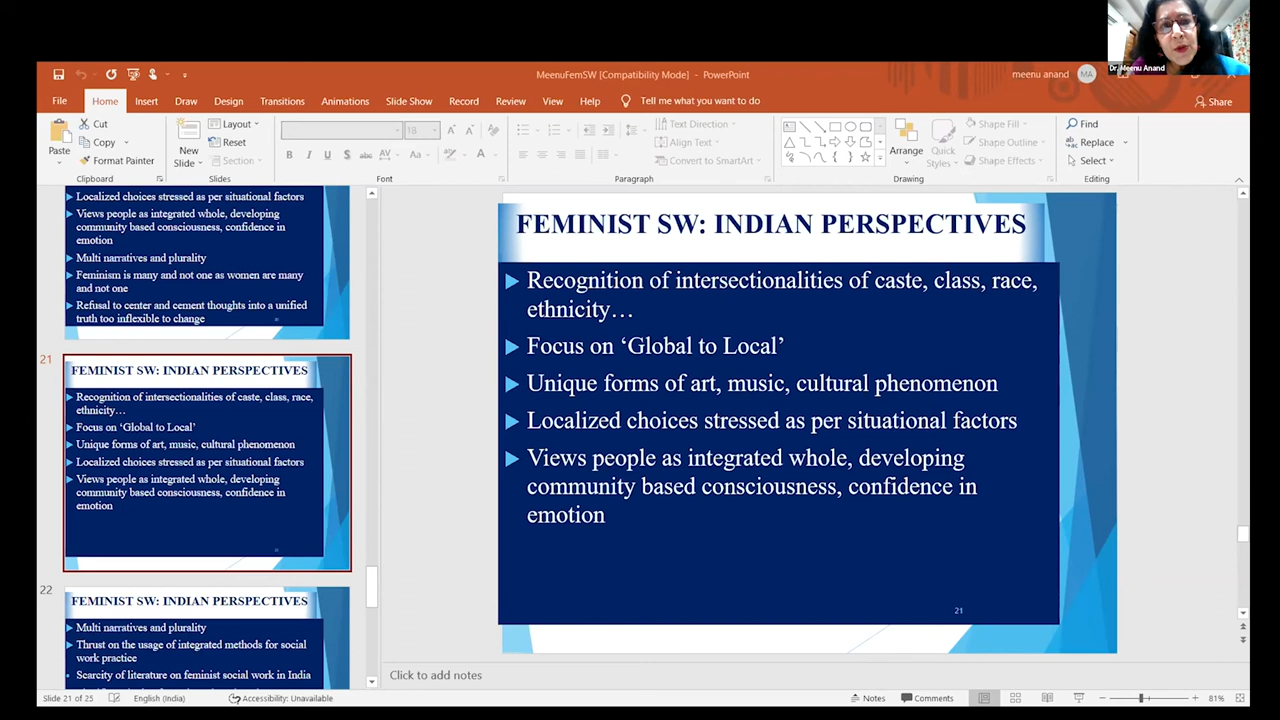 Dr. Meenu Anand
MeenuFemSW [Compatibility Mode] - PowerPoint
meenu anand
MA
File
Home
Insert
Draw
Design
Transitions
Animations
Slide Show
Record
Review
View
Help
Tell me what you want to do
Share
Paste
Cut
Copy
Format Painter
Clipboard
New
Slide
Layout
Reset
Section
Slides
18
B I U S abc AV Aa A
Font
Text Direction
Align Text
Convert to SmartArt
Paragraph
Arrange
Quick
Styles
Shape Fill
Shape Outline
Shape Effects
Drawing
Find
Replace
Select
Editing
Localized choices stressed as per situational factors
Views people as integrated whole, developing
community based consciousness, confidence in
emotion
Multi narratives and plurality
Feminism is many and not one as women are many
and not one
Refusal to center and cement thoughts into a unified
truth too inflexible to change
21
FEMINIST SW: INDIAN PERSPECTIVES
Recognition of intersectionalities of caste, class, race,
ethnicity…
Focus on ‘Global to Local’
Unique forms of art, music, cultural phenomenon
Localized choices stressed as per situational factors
Views people as integrated whole, developing
community based consciousness, confidence in
emotion
22
FEMINIST SW: INDIAN PERSPECTIVES
Multi narratives and plurality
Thrust on the usage of integrated methods for social
work practice
Scarcity of literature on feminist social work in India
FEMINIST SW: INDIAN PERSPECTIVES
Recognition of intersectionalities of caste, class, race,
ethnicity…
Focus on ‘Global to Local’
Unique forms of art, music, cultural phenomenon
Localized choices stressed as per situational factors
Views people as integrated whole, developing
community based consciousness, confidence in
emotion
21
Click to add notes
Slide 21 of 25
English (India)
Accessibility: Unavailable
Notes
Comments
81%